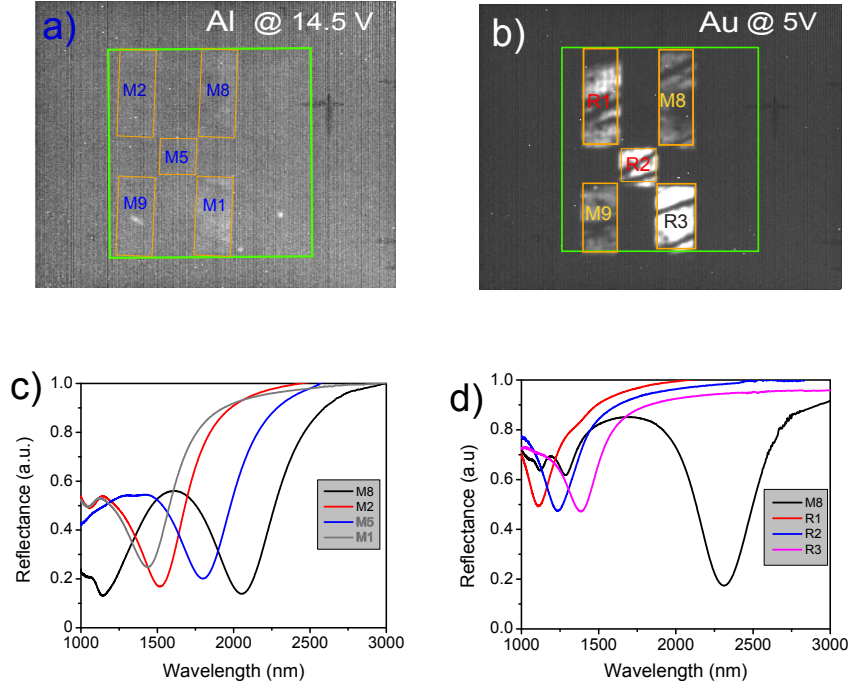 a) Al @ 14.5 V
M2 M8
M5
M9 M1
b) Au @ 5V
R1 M8
R2
M9 R3
c)
1.0
0.8
0.6
0.4
0.2
0
Reflectance (a.u.)
M8
M2
M5
M1
1000 1500 2000 2500 3000
Wavelength (nm)
d)
1.0
0.8
0.6
0.4
0.2
0.0
Reflectance (a.u.)
M8
R1
R2
R3
1000 1500 2000 2500 3000
Wavelength (nm)